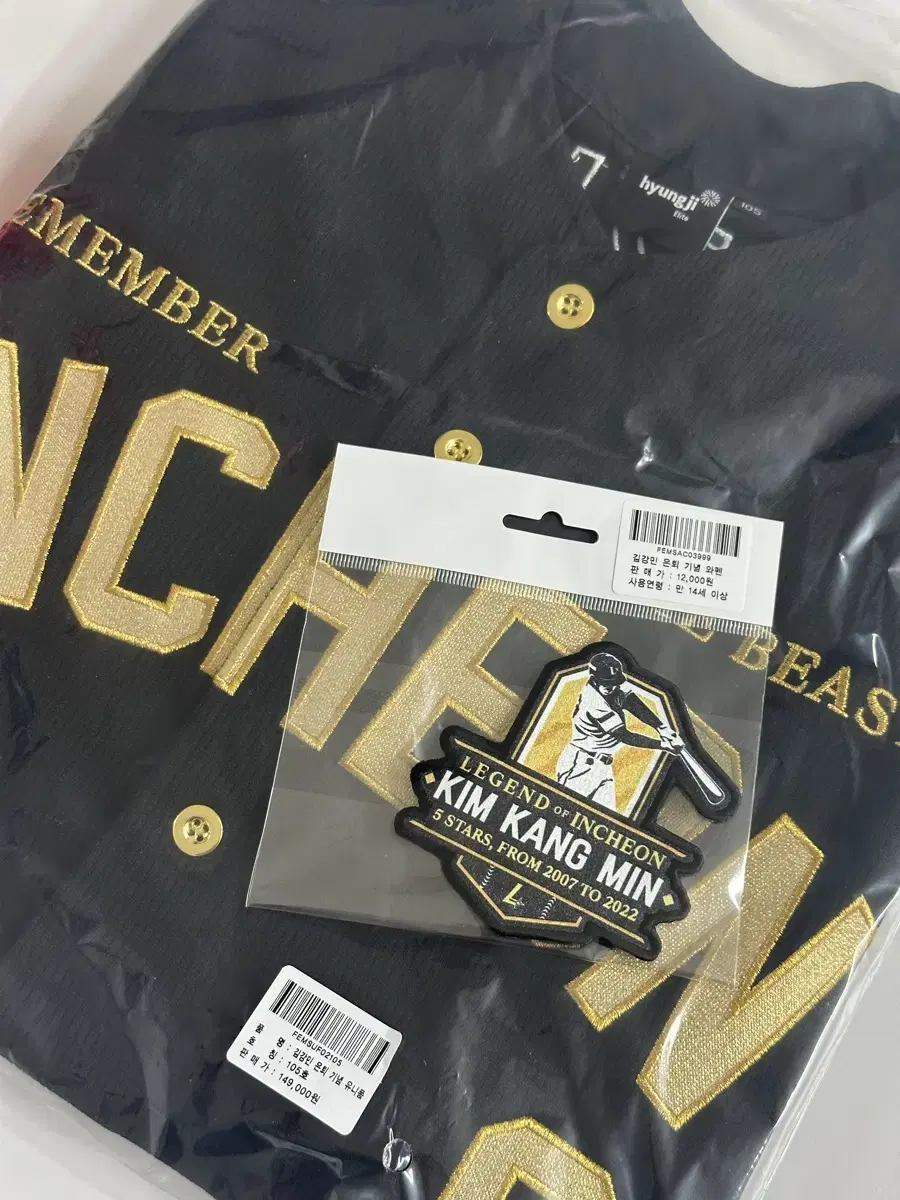 hyungji
Elite
105
EMEMBER
INCHEON
BEAS
FEMSAC03999
김강민 은퇴 기념 와펜
판 매 가 : 12,000원
사용연령 : 만 14세 이상
LEGEND OF INCHEON
KIM KANG MIN
5 STARS, FROM 2007 TO 2022
L
FEMSUF02105
품 명 : 김강민 은퇴 기념 유니폼
호 칭 : 105호
판 매 가 : 149,000원